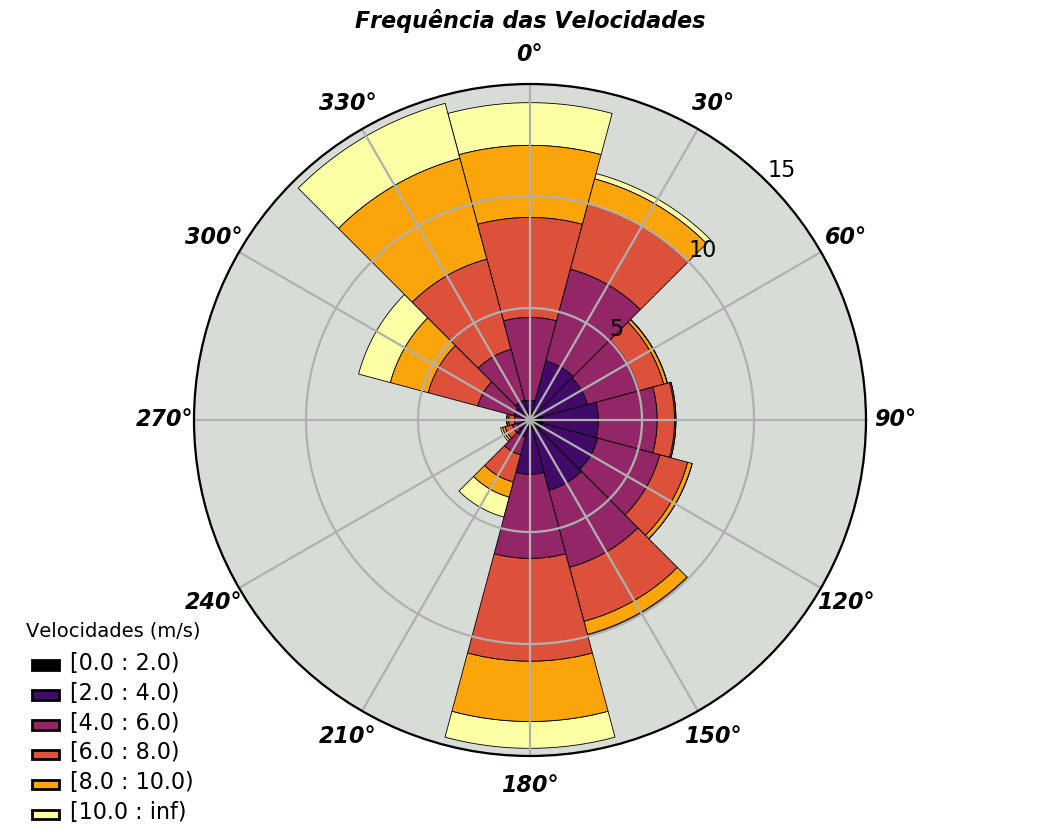 Frequência das Velocidades
0°
330°
30°
15
300°
60°
10
5
270°
90°
240°
120°
210°
150°
180°
Velocidades (m/s)
[0.0 : 2.0)
[2.0 : 4.0)
[4.0 : 6.0)
[6.0 : 8.0)
[8.0 : 10.0)
[10.0 : inf)